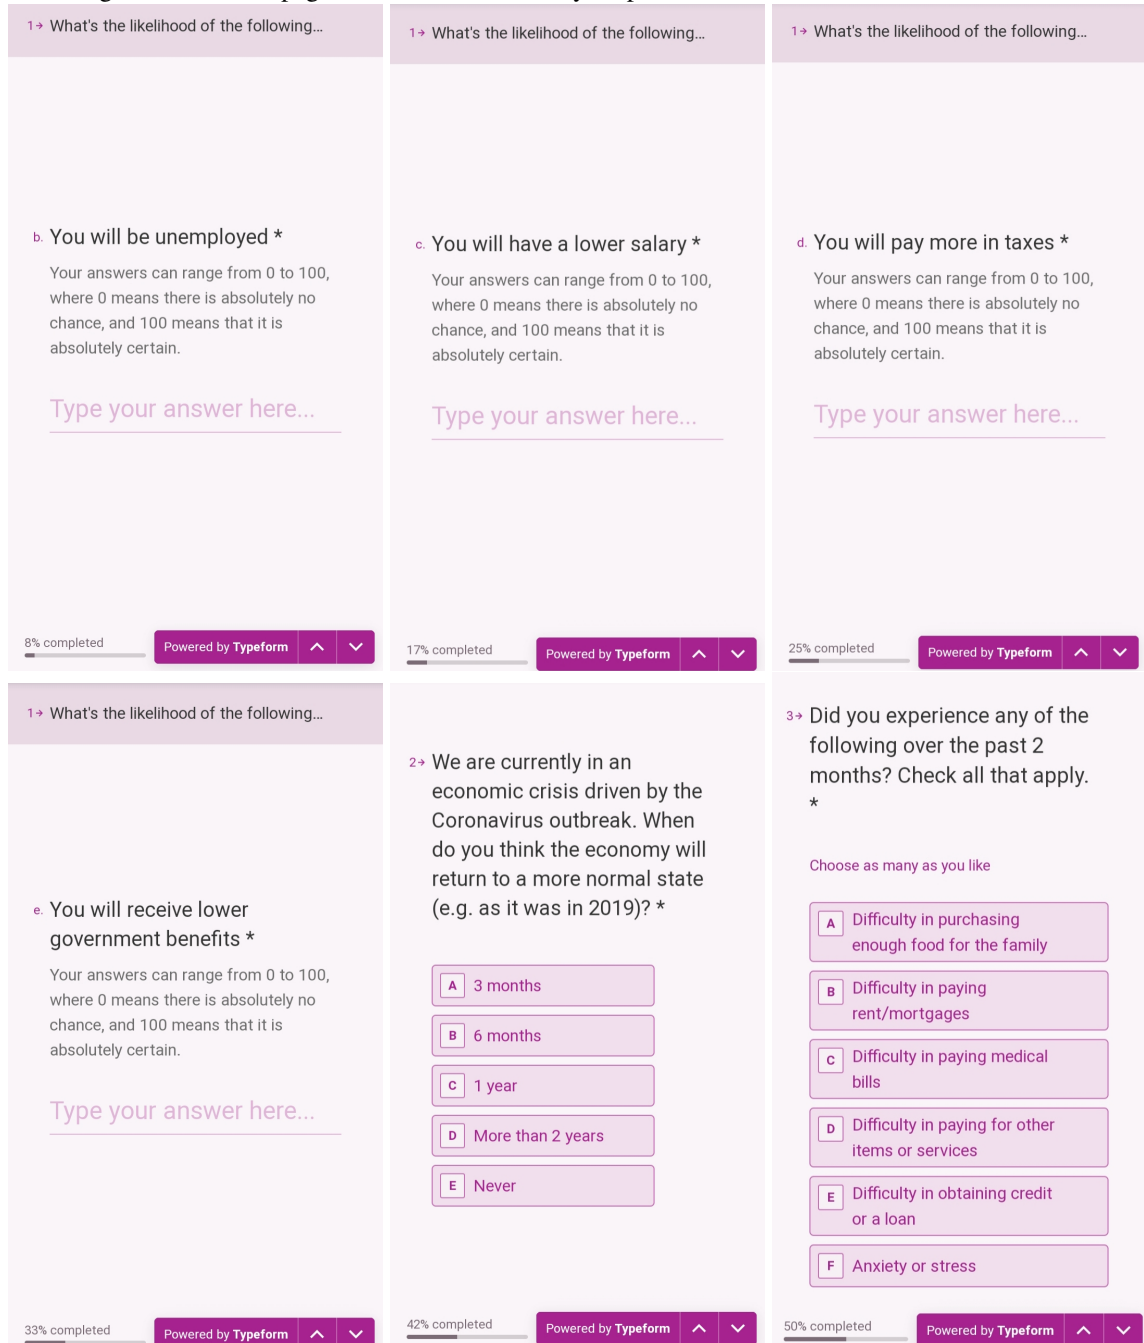 1→ What's the likelihood of the following...
b. You will be unemployed *
Your answers can range from 0 to 100,
where 0 means there is absolutely no
chance, and 100 means that it is
absolutely certain.
Type your answer here...
8% completed
Powered by Typeform
1→ What's the likelihood of the following...
c. You will have a lower salary *
Your answers can range from 0 to 100,
where 0 means there is absolutely no
chance, and 100 means that it is
absolutely certain.
Type your answer here...
17% completed
Powered by Typeform
1→ What's the likelihood of the following...
d. You will pay more in taxes *
Your answers can range from 0 to 100,
where 0 means there is absolutely no
chance, and 100 means that it is
absolutely certain.
Type your answer here...
25% completed
Powered by Typeform
1→ What's the likelihood of the following...
e. You will receive lower
government benefits *
Your answers can range from 0 to 100,
where 0 means there is absolutely no
chance, and 100 means that it is
absolutely certain.
Type your answer here...
33% completed
Powered by Typeform
2→ We are currently in an
economic crisis driven by the
Coronavirus outbreak. When
do you think the economy will
return to a more normal state
(e.g. as it was in 2019)? *
A 3 months
B 6 months
C 1 year
D More than 2 years
E Never
42% completed
Powered by Typeform
3→ Did you experience any of the
following over the past 2
months? Check all that apply.
*
Choose as many as you like
A Difficulty in purchasing
enough food for the family
B Difficulty in paying
rent/mortgages
C Difficulty in paying medical
bills
D Difficulty in paying for other
items or services
E Difficulty in obtaining credit
or a loan
F Anxiety or stress
50% completed
Powered by Typeform